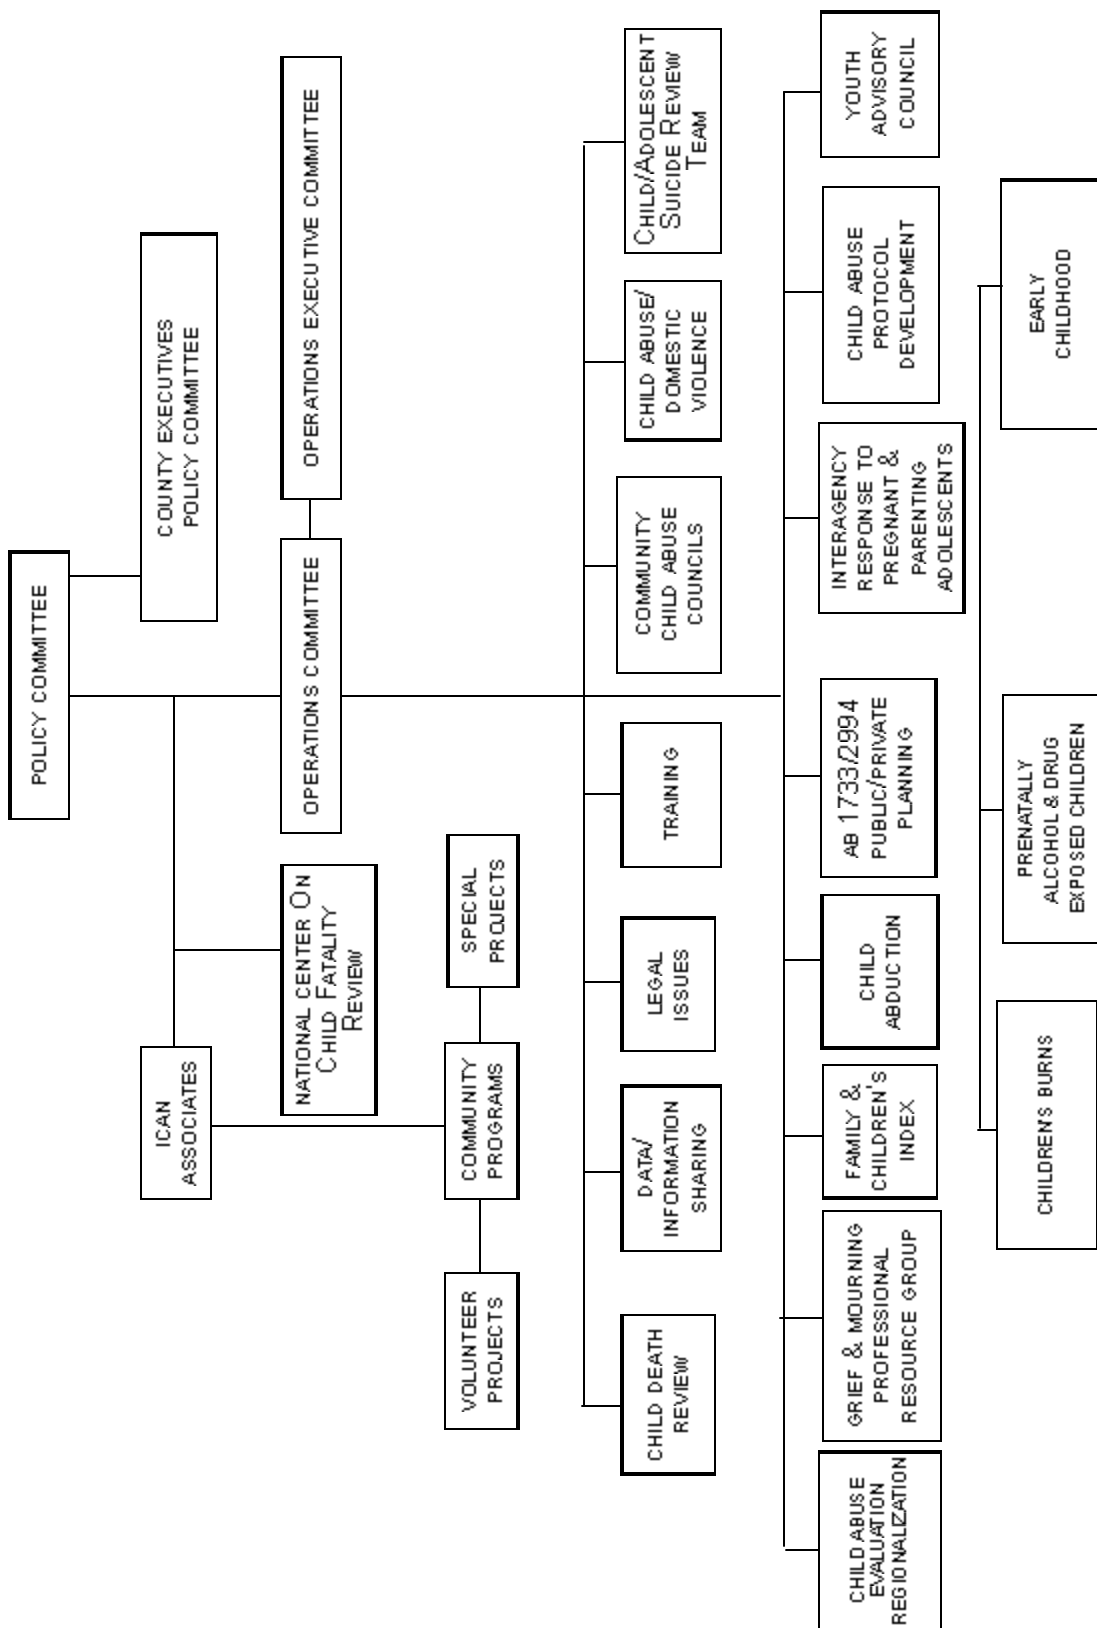 POLICY COMMITTEE
COUNTY EXECUTIVES
POLICY COMMITTEE
ICAN
ASSOCIATES
NATIONAL CENTER ON
CHILD FATALITY
REVIEW
OPERATIONS COMMITTEE
OPERATIONS EXECUTIVE COMMITTEE
VOLUNTEER
PROJECTS
COMMUNITY
PROGRAMS
SPECIAL
PROJECTS
CHILD DEATH
REVIEW
DATA/
INFORMATION
SHARING
LEGAL
ISSUES
TRAINING
COMMUNITY
CHILD ABUSE
COUNCILS
CHILD ABUSE/
DOMESTIC
VIOLENCE
CHILD/ADOLESCENT
SUICIDE REVIEW
TEAM
CHILD ABUSE
EVALUATION
REGIONALIZATION
GRIEF & MOURNING
PROFESSIONAL
RESOURCE GROUP
FAMILY &
CHILDREN'S
INDEX
CHILD
ABDUCTION
AB 1733/2994
PUBLIC/PRIVATE
PLANNING
INTERAGENCY
RESPONSE TO
PREGNANT &
PARENTING
ADOLESCENTS
CHILD ABUSE
PROTOCOL
DEVELOPMENT
YOUTH
ADVISORY
COUNCIL
CHILDREN'S BURNS
PRENATALLY
ALCOHOL & DRUG
EXPOSED CHILDREN
EARLY
CHILDHOOD